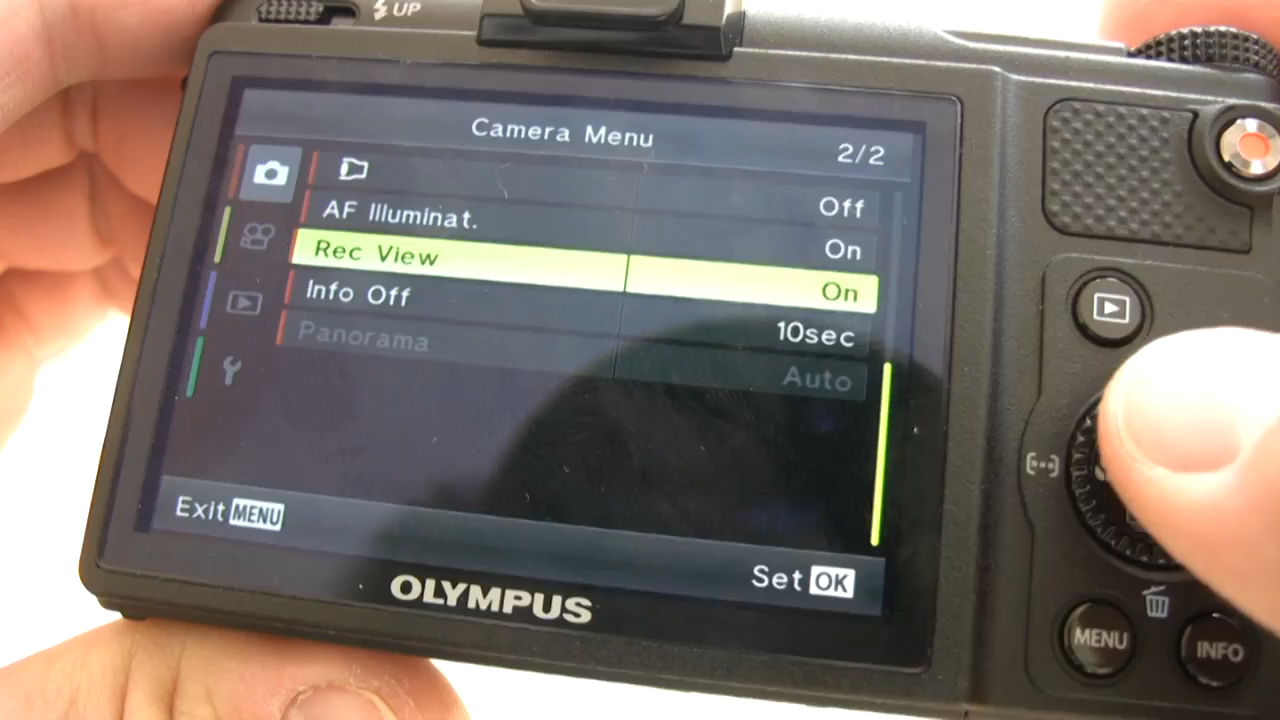 UP
Camera Menu 2/2
Off
AF Illuminat. On
Rec View On
Info Off 10sec
Panorama Auto
Exit MENU
Set OK
OLYMPUS
MENU
INFO